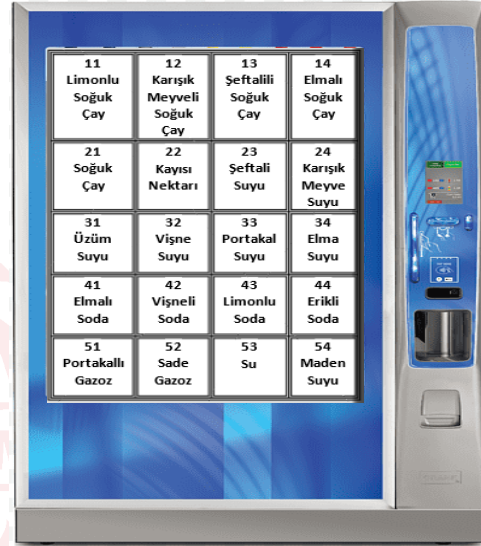 11
Limonlu
Soğuk
Çay
12
Karışık
Meyveli
Soğuk
Çay
13
Şeftalili
Soğuk
Çay
14
Elmalı
Soğuk
Çay
21
Soğuk
Çay
22
Kayısı
Nektarı
23
Şeftali
Suyu
24
Karışık
Meyve
Suyu
31
Üzüm
Suyu
32
Vişne
Suyu
33
Portakal
Suyu
34
Elma
Suyu
41
Elmalı
Soda
42
Vişneli
Soda
43
Limonlu
Soda
44
Erikli
Soda
51
Portakallı
Gazoz
52
Sade
Gazoz
53
Su
54
Maden
Suyu